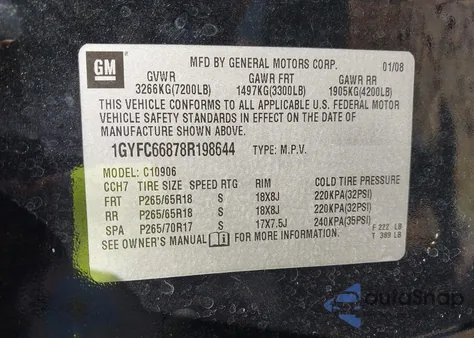 GM
MFD BY GENERAL MOTORS CORP. 01/08
GVWR GAWR FRT GAWR RR
3266KG(7200LB) 1497KG(3300LB) 1905KG(4200LB)
THIS VEHICLE CONFORMS TO ALL APPLICABLE U.S. FEDERAL MOTOR
VEHICLE SAFETY STANDARDS IN EFFECT ON THE DATE OF
MANUFACTURE SHOWN ABOVE.
1GYFC66878R198644 TYPE: M.P.V.
MODEL: C10906
CCH7 TIRE SIZE SPEED RTG RIM COLD TIRE PRESSURE
FRT P265/65R18 S 18X8J 220KPA(32PSI)
RR P265/65R18 S 18X8J 220KPA(32PSI)
SPA P265/70R17 S 17X7.5J 240KPA(35PSI)
F 222 LB
SEE OWNER'S MANUAL FOR MORE INFORMATION.
T 389 LB
autoSnap